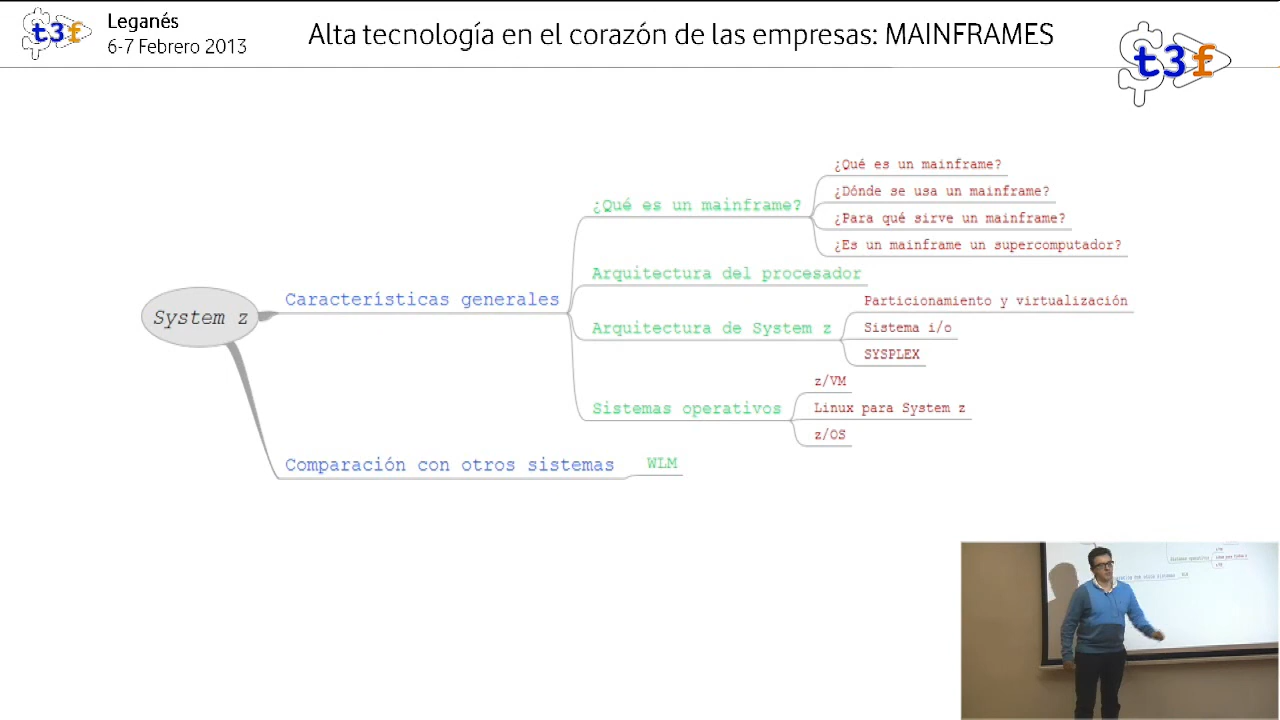 t3f
Leganés
6-7 Febrero 2013
Alta tecnología en el corazón de las empresas: MAINFRAMES
t3f
System z
Características generales
¿Qué es un mainframe?
¿Qué es un mainframe?
¿Dónde se usa un mainframe?
¿Para qué sirve un mainframe?
¿Es un mainframe un supercomputador?
Arquitectura del procesador
Arquitectura de System z
Particionamiento y virtualización
Sistema i/o
SYSPLEX
Sistemas operativos
z/VM
Linux para System z
z/OS
Comparación con otros sistemas
WLM